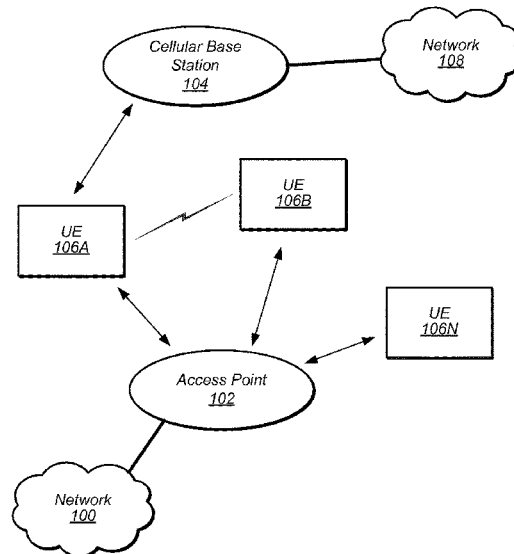 Cellular Base
Station
104
Network
108
UE
106A
UE
106B
UE
106N
Access Point
102
Network
100